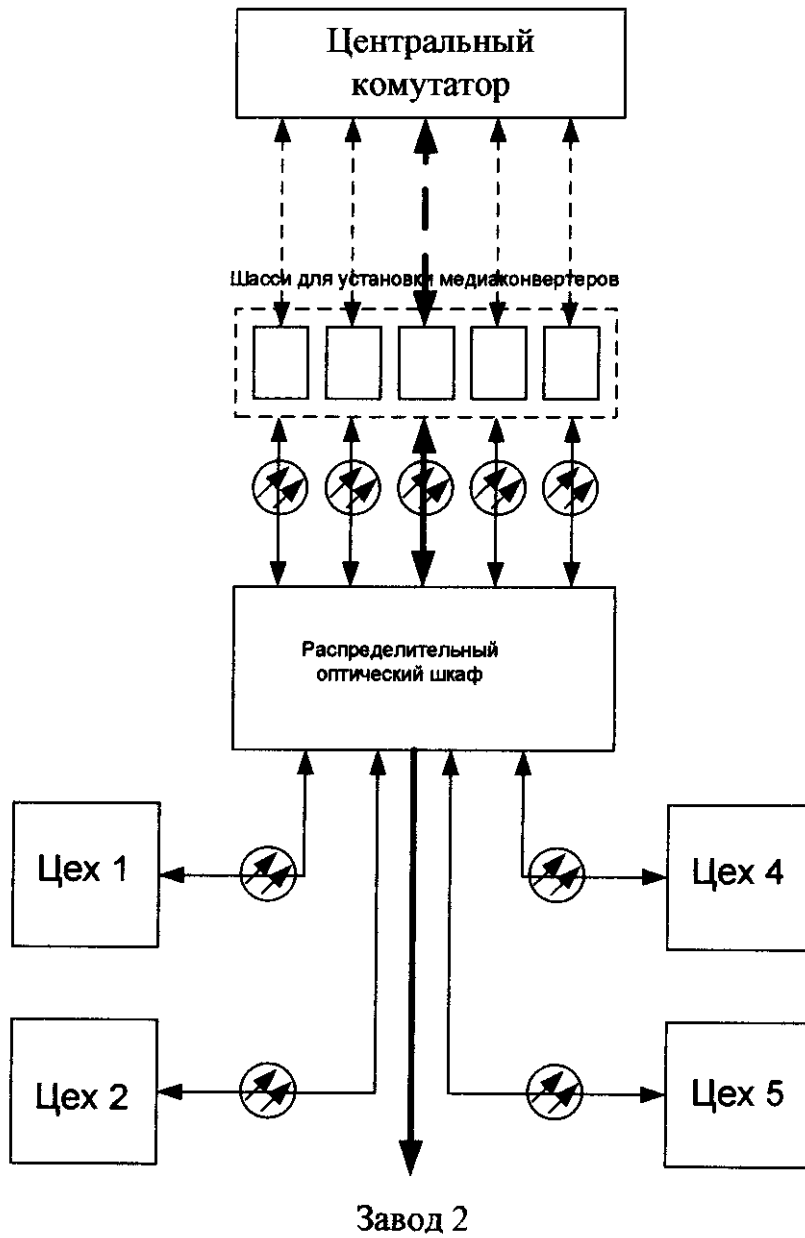 Центральный
комутатор
Шасси для установки медиаконвертеров
Распределительный
оптический шкаф
Цех 1
Цех 4
Цех 2
Цех 5
Завод 2